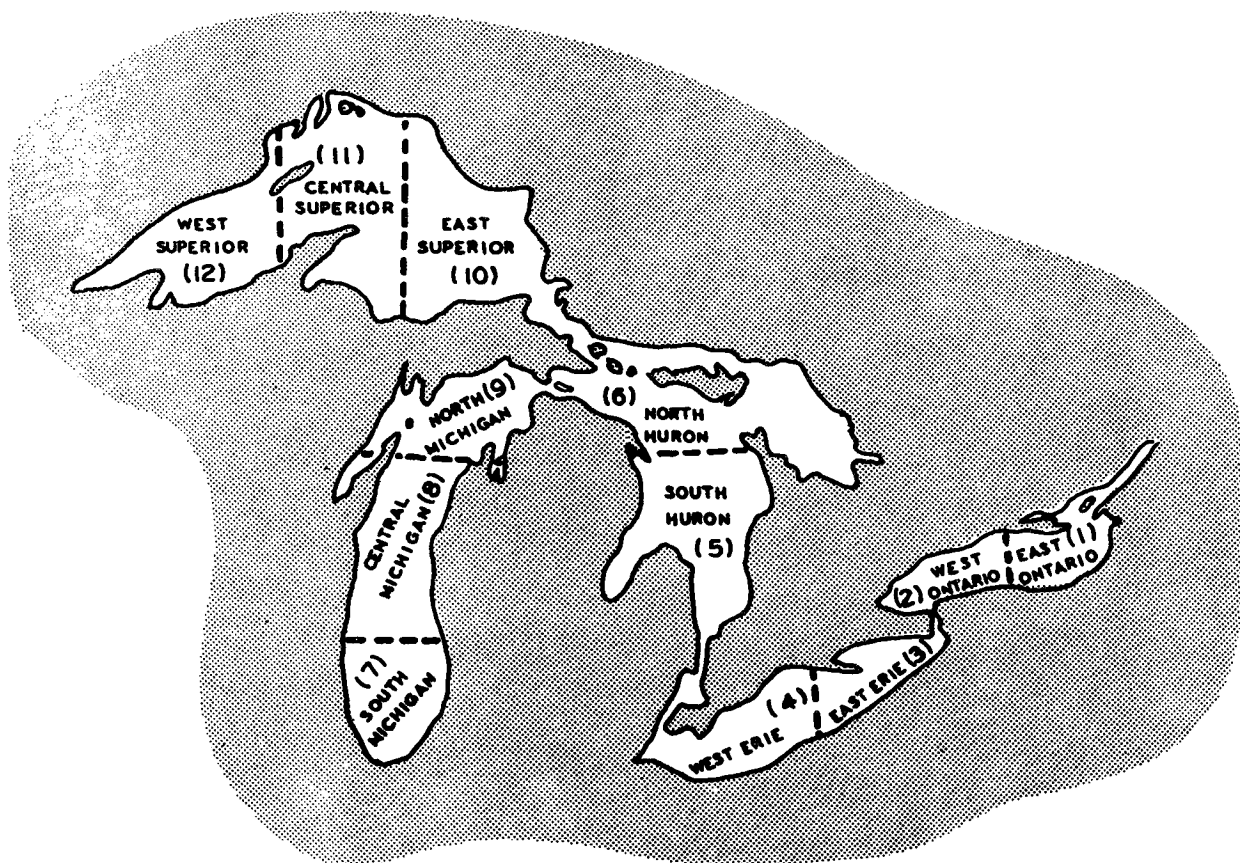 (11)
CENTRAL
SUPERIOR
WEST
SUPERIOR
(12)
EAST
SUPERIOR
(10)
NORTH (9)
MICHIGAN
(6)
NORTH
HURON
CENTRAL
MICHIGAN (8)
SOUTH
HURON
(5)
(7)
SOUTH
MICHIGAN
EAST (1)
ONTARIO
WEST
(2) ONTARIO
EAST ERIE (3)
(4)
WEST ERIE